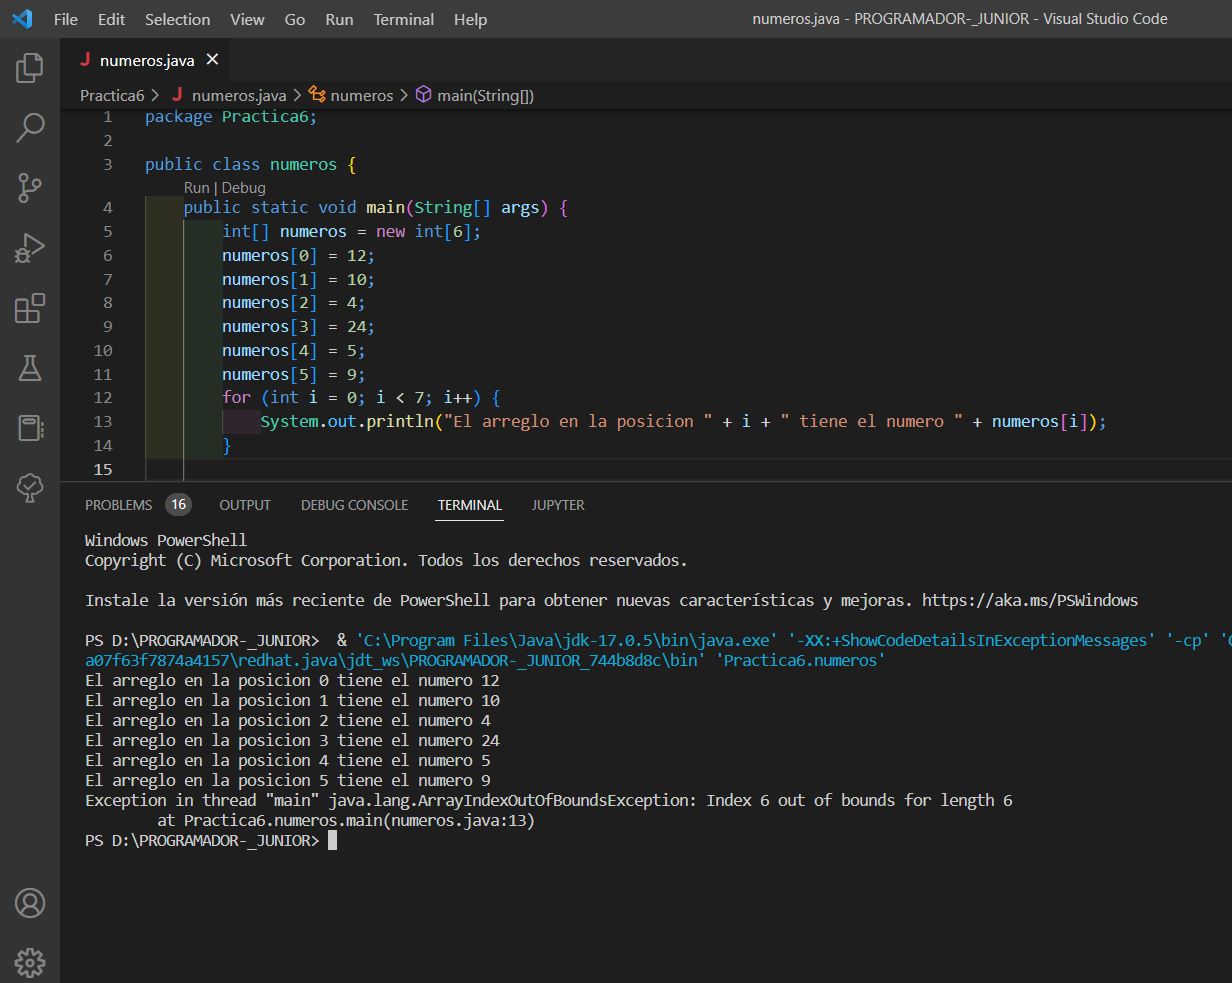 File Edit Selection View Go Run Terminal Help numeros.java - PROGRAMADOR-_JUNIOR - Visual Studio Code
J numeros.java ×
Practica6 > J numeros.java > numeros > main(String[])
1 package Practica6;
2
3 public class numeros {
Run | Debug
4 public static void main(String[] args) {
5 int[] numeros = new int[6];
6 numeros[0] = 12;
7 numeros[1] = 10;
8 numeros[2] = 4;
9 numeros[3] = 24;
10 numeros[4] = 5;
11 numeros[5] = 9;
12 for (int i = 0; i < 7; i++) {
13 System.out.println("El arreglo en la posicion " + i + " tiene el numero " + numeros[i]);
14 }
15
PROBLEMS 16 OUTPUT DEBUG CONSOLE TERMINAL JUPYTER
Windows PowerShell
Copyright (C) Microsoft Corporation. Todos los derechos reservados.
Instale la versión más reciente de PowerShell para obtener nuevas características y mejoras. https://aka.ms/PSWindows
PS D:\PROGRAMADOR-_JUNIOR> & 'C:\Program Files\Java\jdk-17.0.5\bin\java.exe' '-XX:+ShowCodeDetailsInExceptionMessages' '-cp' 'C
a07f63f7874a4157\redhat.java\jdt_ws\PROGRAMADOR-_JUNIOR_744b8d8c\bin' 'Practica6.numeros'
El arreglo en la posicion 0 tiene el numero 12
El arreglo en la posicion 1 tiene el numero 10
El arreglo en la posicion 2 tiene el numero 4
El arreglo en la posicion 3 tiene el numero 24
El arreglo en la posicion 4 tiene el numero 5
El arreglo en la posicion 5 tiene el numero 9
Exception in thread "main" java.lang.ArrayIndexOutOfBoundsException: Index 6 out of bounds for length 6
at Practica6.numeros.main(numeros.java:13)
PS D:\PROGRAMADOR-_JUNIOR>